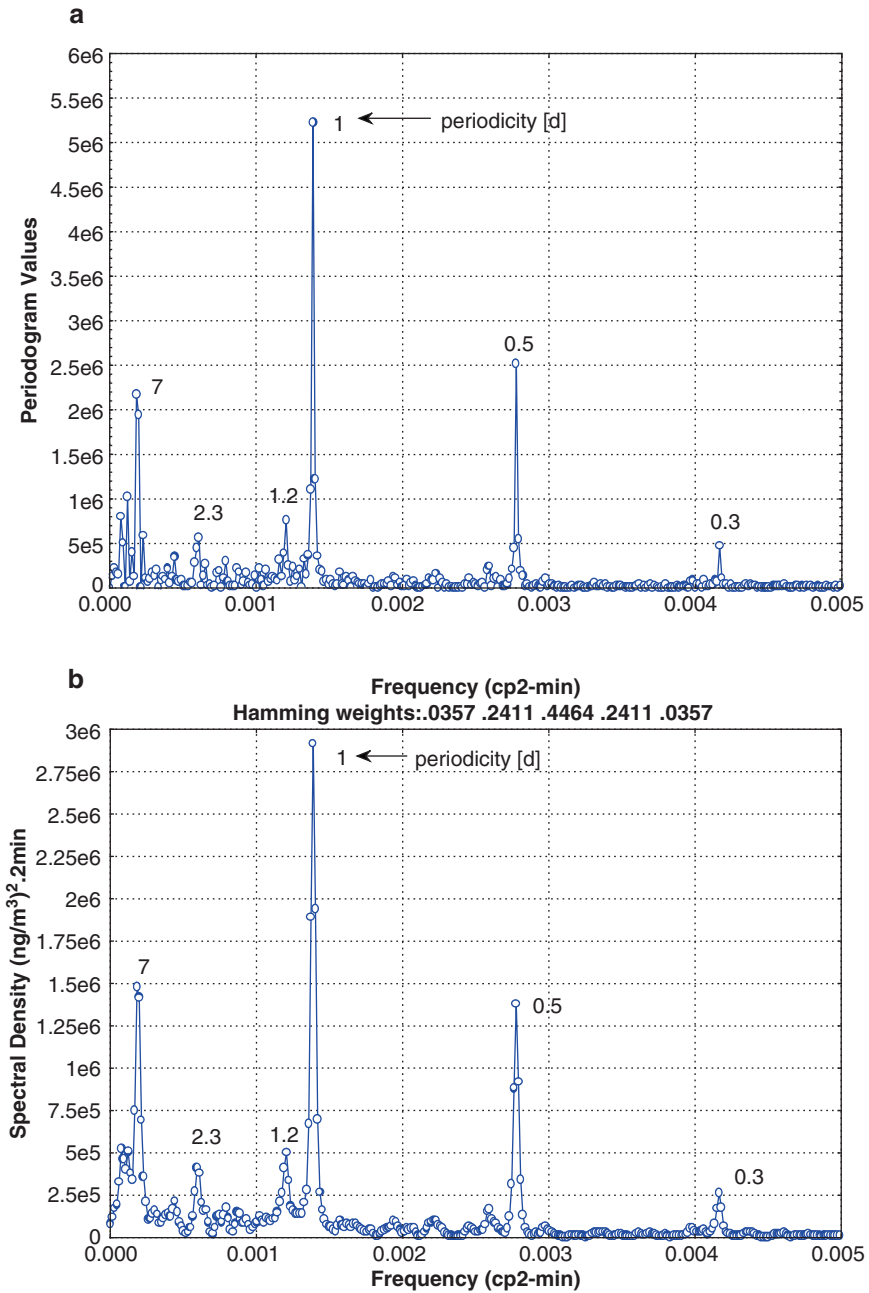 a
6e6
5.5e6
5e6
4.5e6
4e6
3.5e6
3e6
2.5e6
2e6
1.5e6
1e6
5e5
0
Periodogram Values
1
periodicity [d]
0.5
7
2.3
1.2
0.3
0.000
0.001
0.002
0.003
0.004
0.005
Frequency (cp2-min)
b
Hamming weights:.0357 .2411 .4464 .2411 .0357
3e6
2.75e6
2.5e6
2.25e6
2e6
1.75e6
1.5e6
1.25e6
1e6
7.5e5
5e5
2.5e5
0
Spectral Density (ng/m³)².2min
1
periodicity [d]
7
0.5
2.3
1.2
0.3
0.000
0.001
0.002
0.003
0.004
0.005
Frequency (cp2-min)